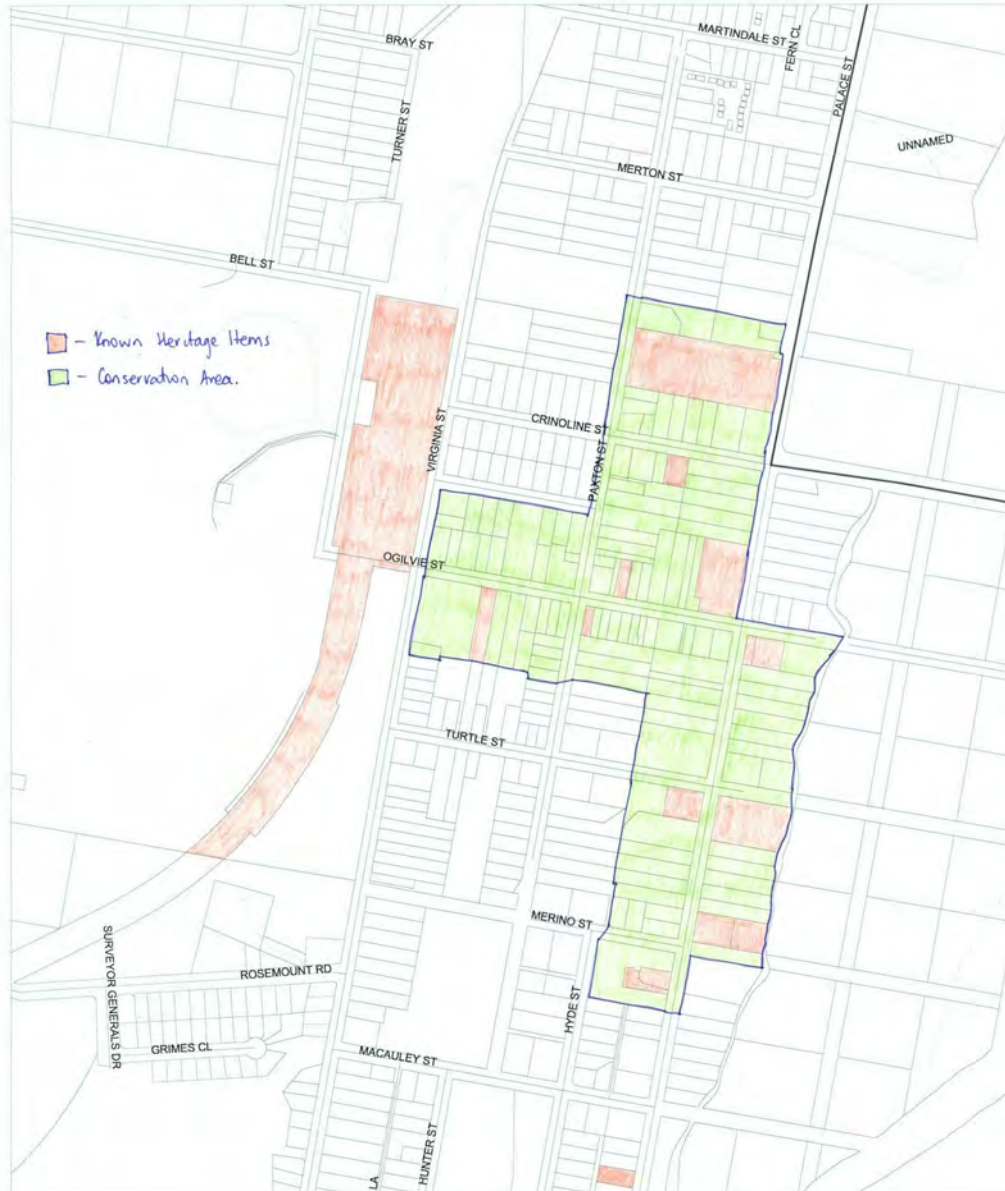 BRAY ST
MARTINDALE ST
FERN CL
PALACE ST
TURNER ST
UNNAMED
MERTON ST
BELL ST
- Known Heritage Items
- Conservation Area.
CRINOLINE ST
VIRGINIA ST
PAXTON ST
OGILVIE ST
TURTLE ST
MERINO ST
SURVEYOR GENERALS DR
ROSEMOUNT RD
HYDE ST
GRIMES CL
MACAULEY ST
HUNTER ST
LA